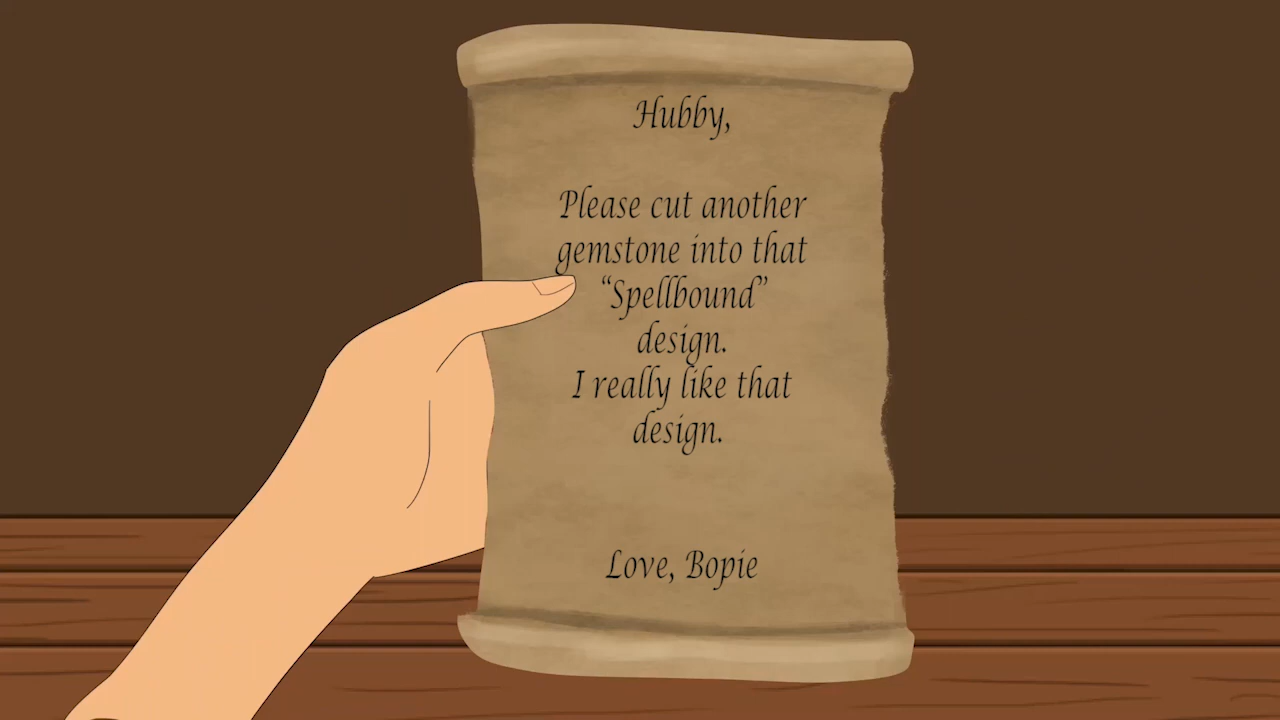 Hubby,
Please cut another
gemstone into that
“Spellbound”
design.
I really like that
design.
Love, Bopie